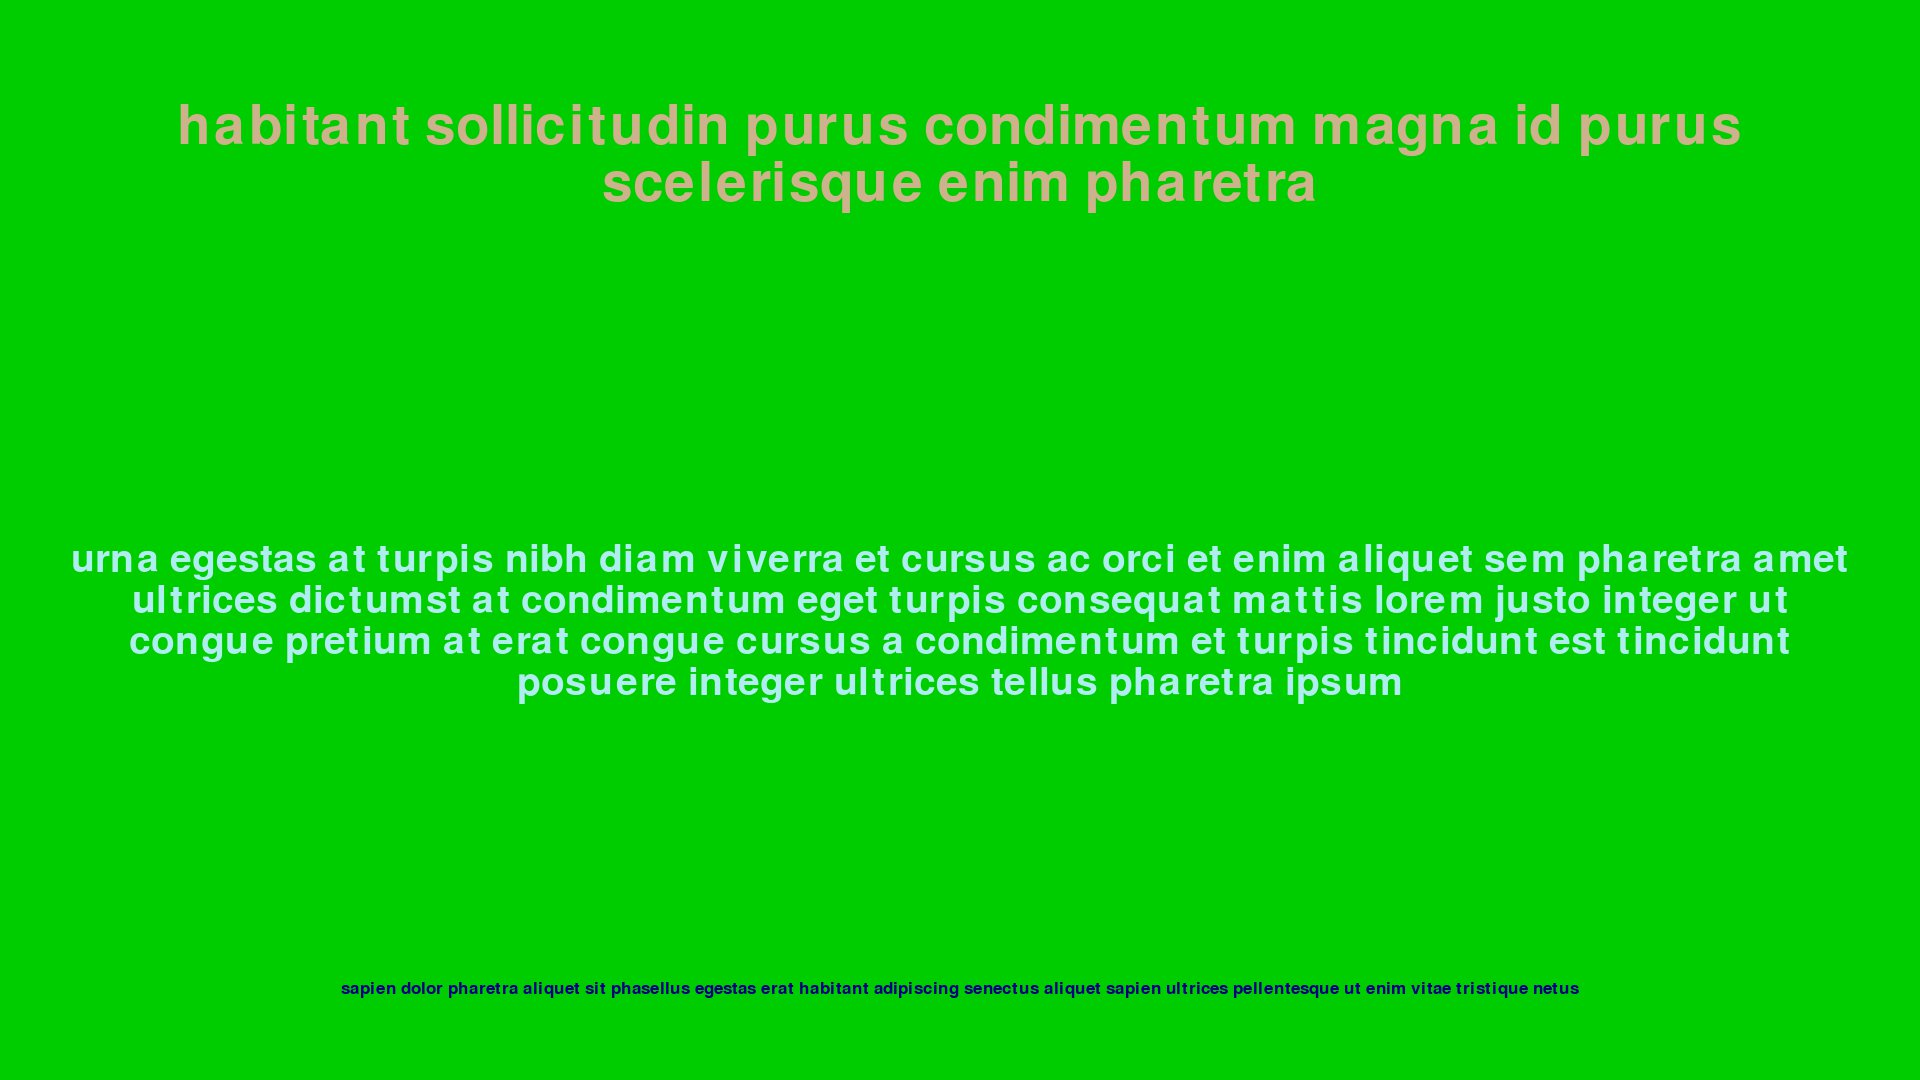 habitant sollicitudin purus condimentum magna id purus
scelerisque enim pharetra
urna egestas at turpis nibh diam viverra et cursus ac orci et enim aliquet sem pharetra amet
ultrices dictumst at condimentum eget turpis consequat mattis lorem justo integer ut
congue pretium at erat congue cursus a condimentum et turpis tincidunt est tincidunt
posuere integer ultrices tellus pharetra ipsum
sapien dolor pharetra aliquet sit phasellus egestas erat habitant adipiscing senectus aliquet sapien ultrices pellentesque ut enim vitae tristique netus